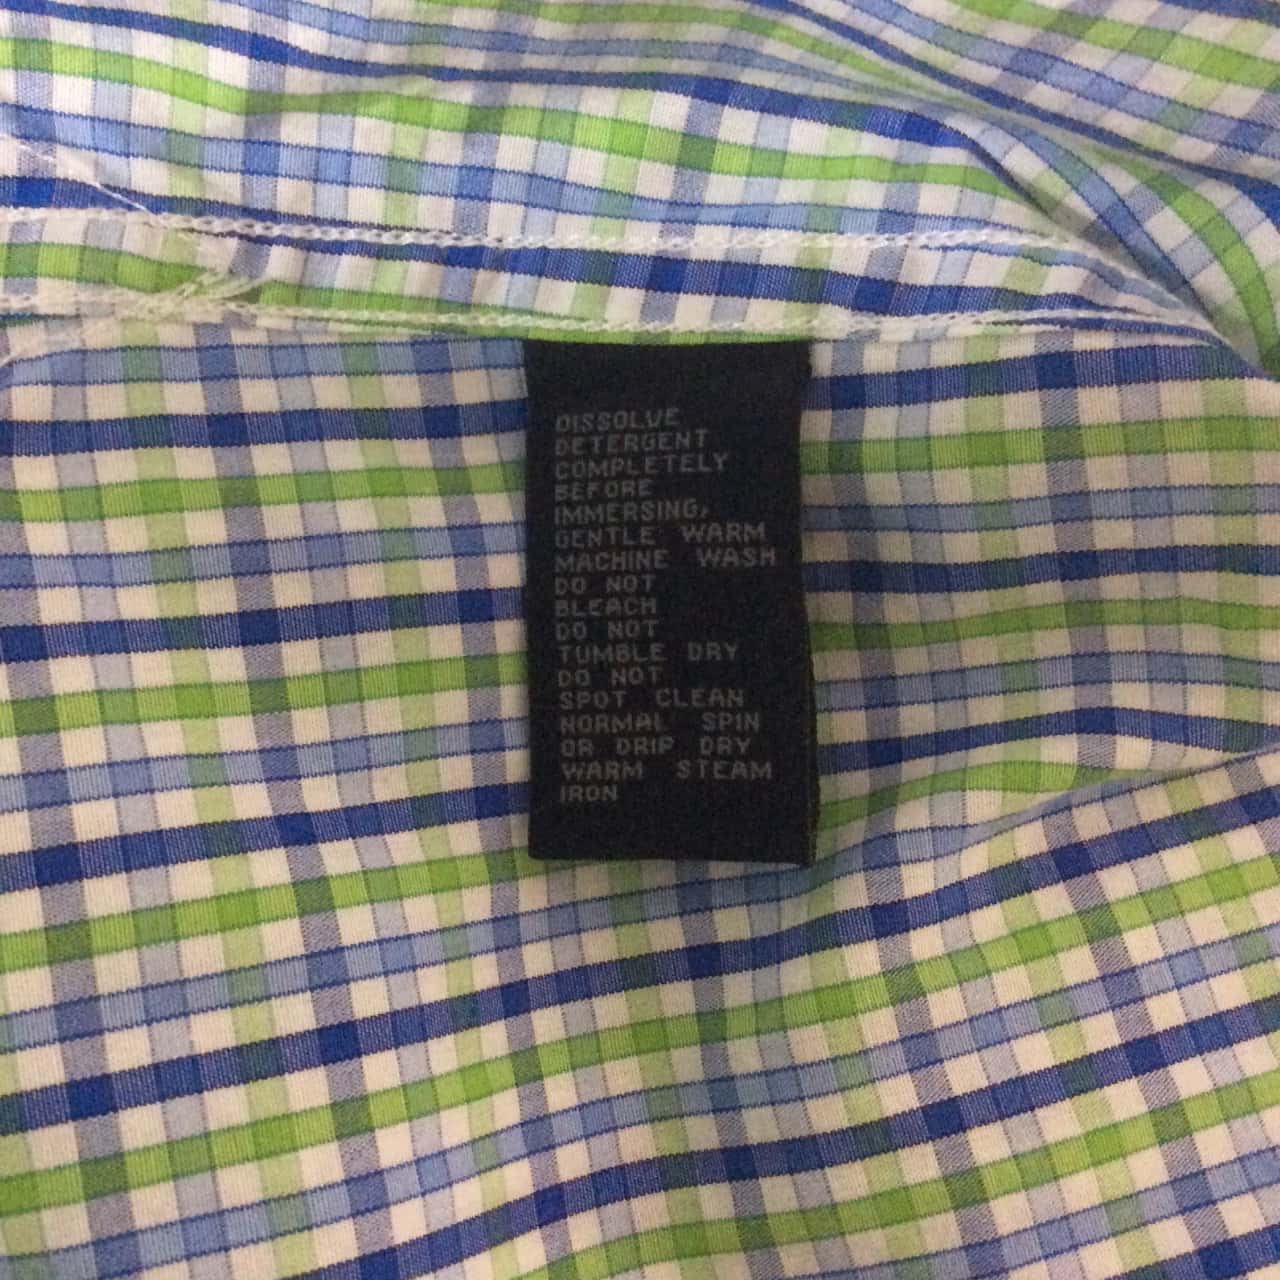 DISSOLVE
DETERGENT
COMPLETELY
BEFORE
IMMERSING,
GENTLE WARM
MACHINE WASH
DO NOT
BLEACH
DO NOT
TUMBLE DRY
DO NOT
SPOT CLEAN
NORMAL SPIN
OR DRIP DRY
WARM STEAM
IRON